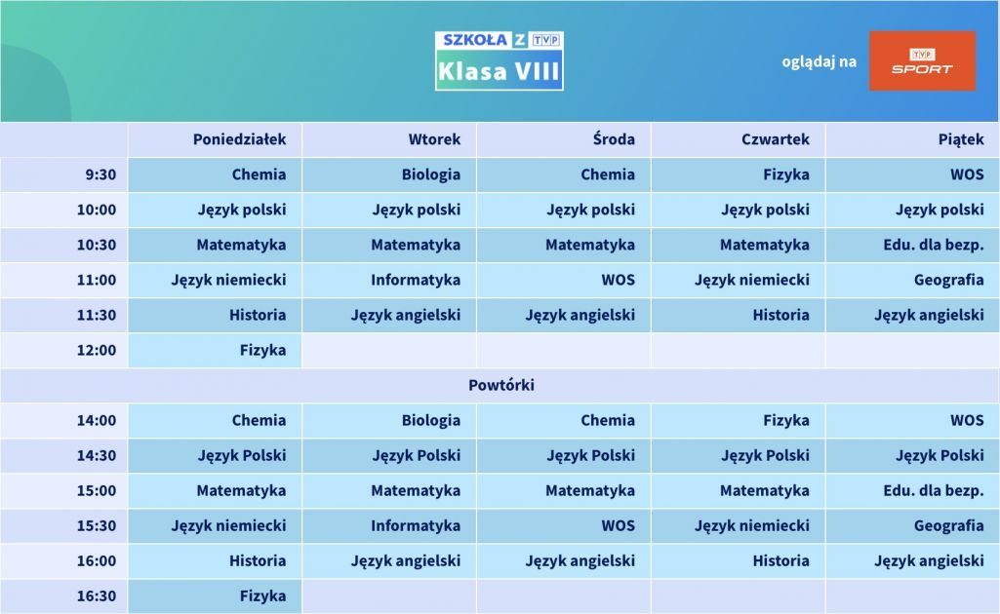 SZKOŁA Z TVP
Klasa VIII
oglądaj na
TVP
SPORT
Poniedziałek Wtorek Środa Czwartek Piątek
9:30 Chemia Biologia Chemia Fizyka WOS
10:00 Język polski Język polski Język polski Język polski Język polski
10:30 Matematyka Matematyka Matematyka Matematyka Edu. dla bezp.
11:00 Język niemiecki Informatyka WOS Język niemiecki Geografia
11:30 Historia Język angielski Język angielski Historia Język angielski
12:00 Fizyka
Powtórki
14:00 Chemia Biologia Chemia Fizyka WOS
14:30 Język Polski Język Polski Język Polski Język Polski Język Polski
15:00 Matematyka Matematyka Matematyka Matematyka Edu. dla bezp.
15:30 Język niemiecki Informatyka WOS Język niemiecki Geografia
16:00 Historia Język angielski Język angielski Historia Język angielski
16:30 Fizyka